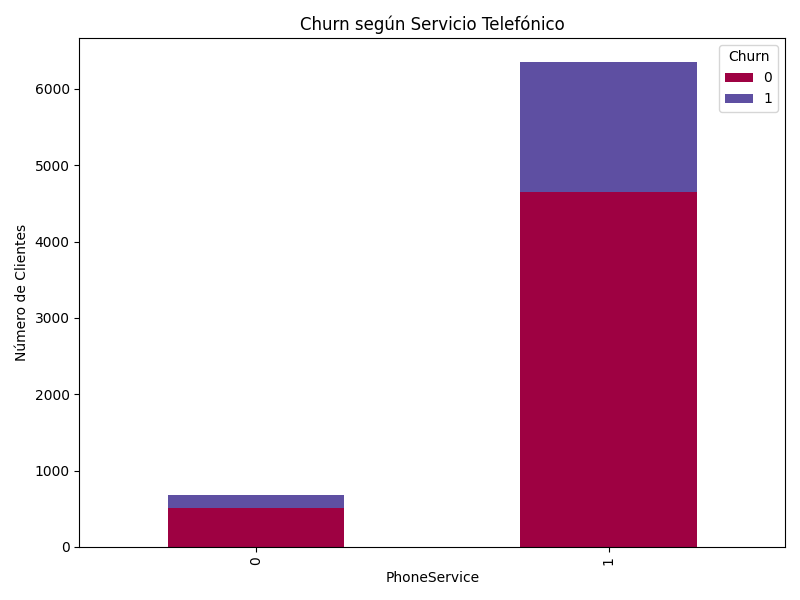 Churn según Servicio Telefónico
Churn
0
1
Número de Clientes
6000
5000
4000
3000
2000
1000
0
0
1
PhoneService